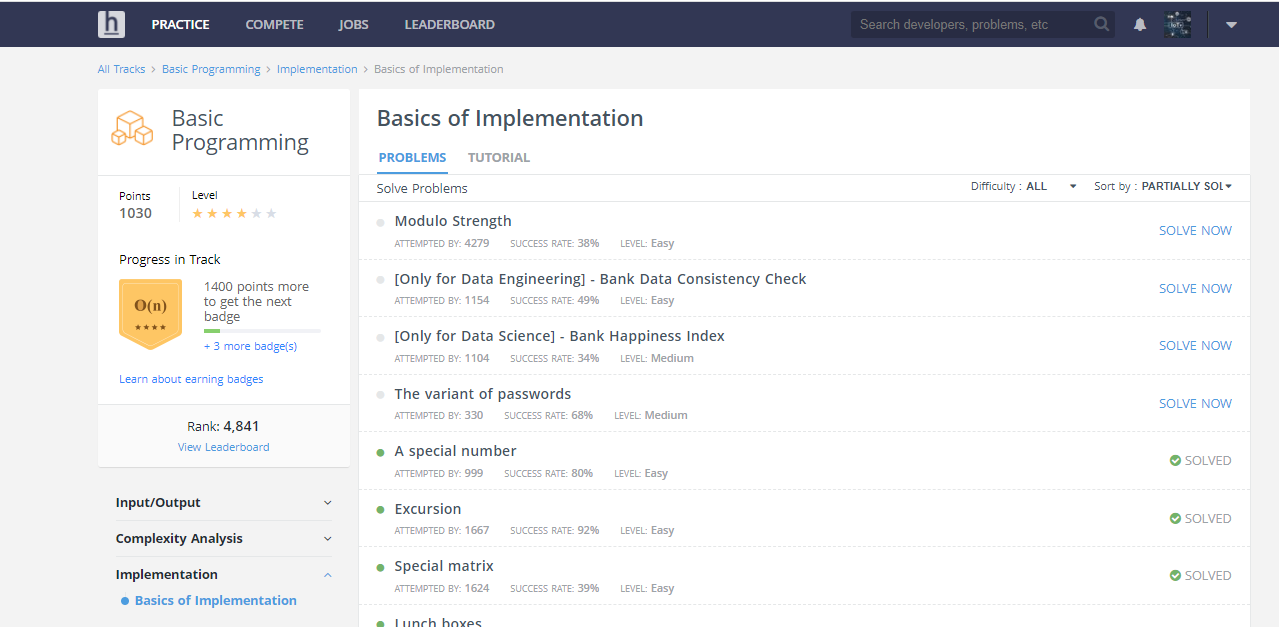 h PRACTICE COMPETE JOBS LEADERBOARD Search developers, problems, etc
All Tracks > Basic Programming > Implementation > Basics of Implementation
Basic
Programming
Points Level
1030
Progress in Track
O(n)
1400 points more
to get the next
badge
+ 3 more badge(s)
Learn about earning badges
Rank: 4,841
View Leaderboard
Input/Output
Complexity Analysis
Implementation
Basics of Implementation
Basics of Implementation
PROBLEMS TUTORIAL
Solve Problems Difficulty : ALL Sort by : PARTIALLY SOL
Modulo Strength SOLVE NOW
ATTEMPTED BY: 4279 SUCCESS RATE: 38% LEVEL: Easy
[Only for Data Engineering] - Bank Data Consistency Check SOLVE NOW
ATTEMPTED BY: 1154 SUCCESS RATE: 49% LEVEL: Easy
[Only for Data Science] - Bank Happiness Index SOLVE NOW
ATTEMPTED BY: 1104 SUCCESS RATE: 34% LEVEL: Medium
The variant of passwords SOLVE NOW
ATTEMPTED BY: 330 SUCCESS RATE: 68% LEVEL: Medium
A special number SOLVED
ATTEMPTED BY: 999 SUCCESS RATE: 80% LEVEL: Easy
Excursion SOLVED
ATTEMPTED BY: 1667 SUCCESS RATE: 92% LEVEL: Easy
Special matrix SOLVED
ATTEMPTED BY: 1624 SUCCESS RATE: 39% LEVEL: Easy
Lunch boxes